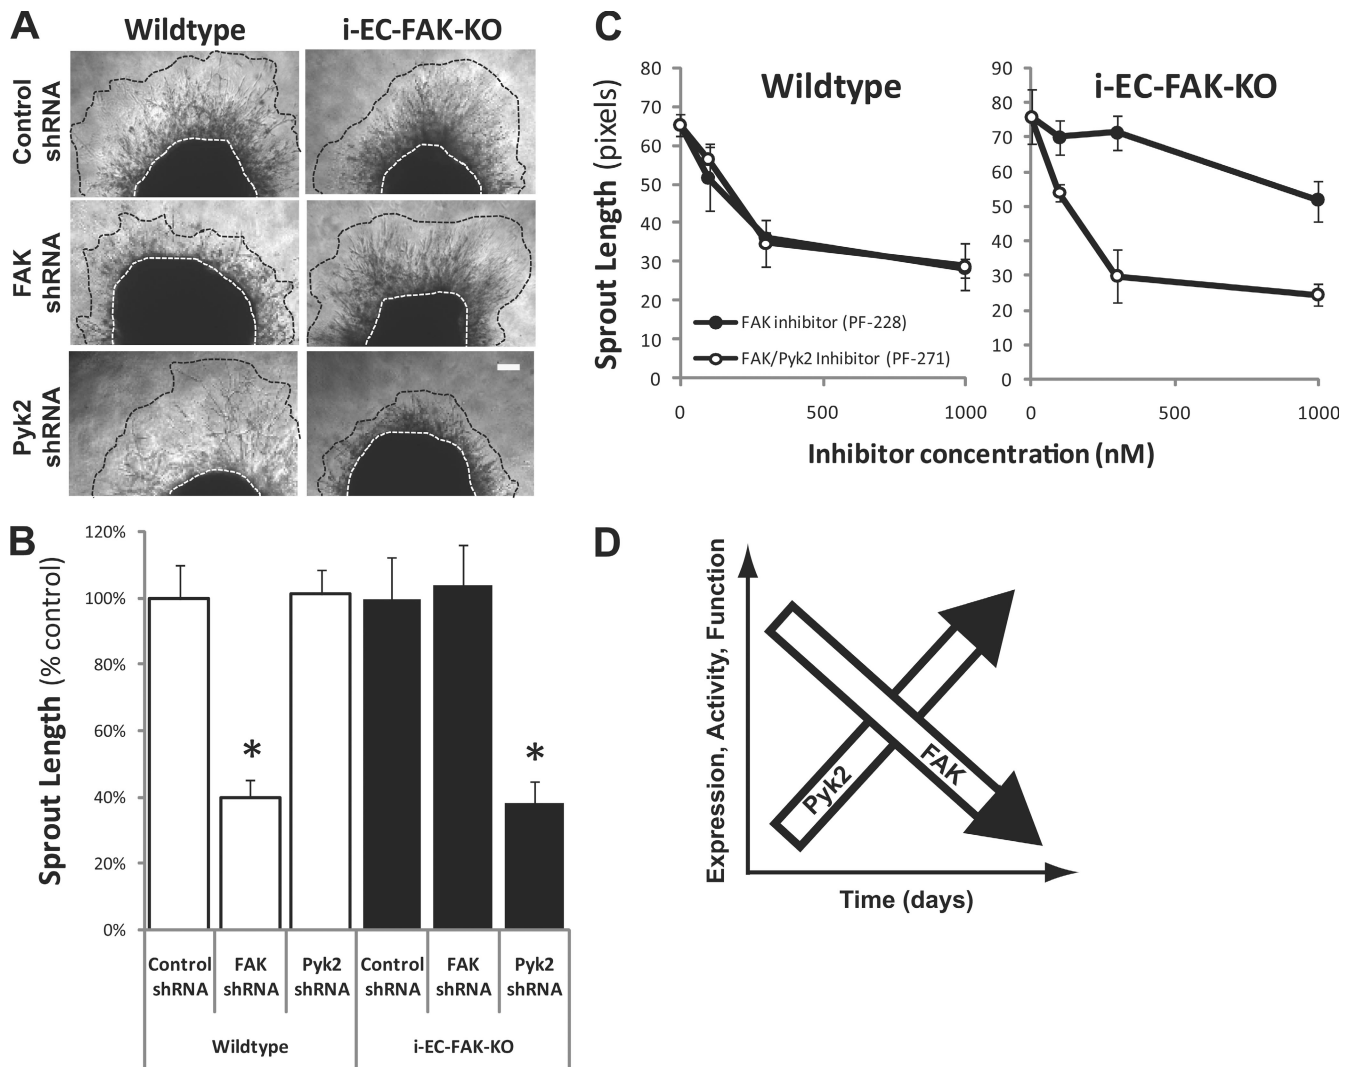 A
Wildtype
i-EC-FAK-KO
Control
shRNA
FAK
shRNA
Pyk2
shRNA
B
Sprout Length (% control)
120%
100%
80%
60%
40%
20%
0%
*
*
Control
shRNA
FAK
shRNA
Pyk2
shRNA
Control
shRNA
FAK
shRNA
Pyk2
shRNA
Wildtype
i-EC-FAK-KO
C
Sprout Length (pixels)
Wildtype
80
70
60
50
40
30
20
10
0
FAK inhibitor (PF-228)
FAK/Pyk2 Inhibitor (PF-271)
0
500
1000
i-EC-FAK-KO
90
80
70
60
50
40
30
20
10
0
0
500
1000
Inhibitor concentration (nM)
D
Expression, Activity, Function
Pyk2
FAK
Time (days)